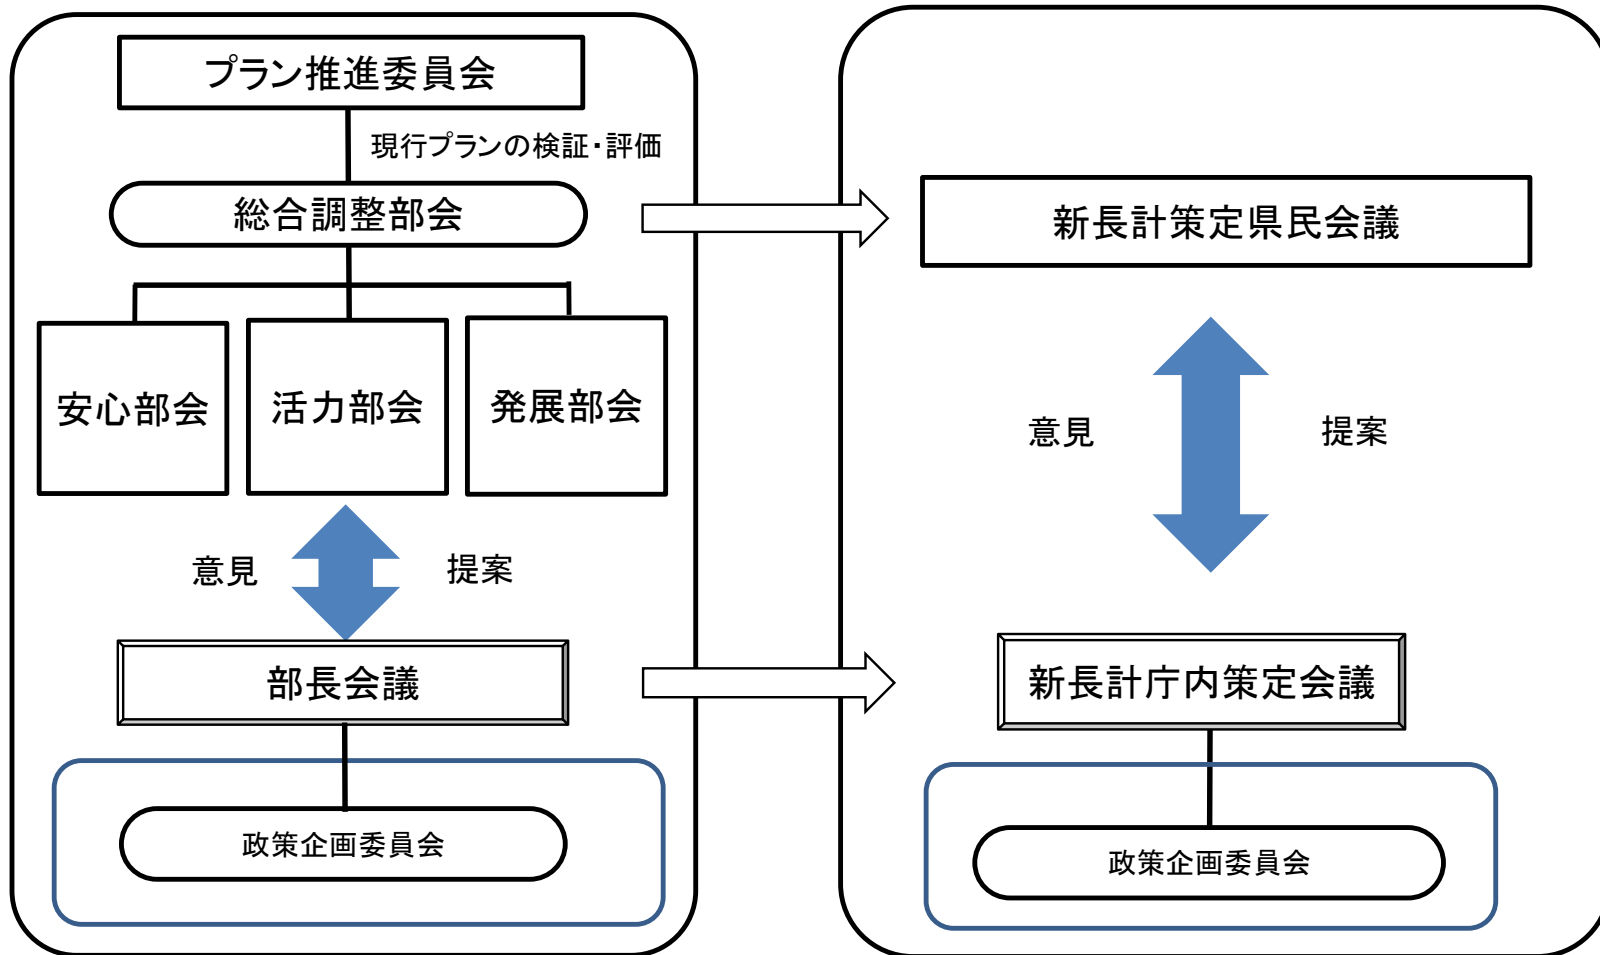 プラン推進委員会
現行プランの検証・評価
総合調整部会
安心部会
活力部会
発展部会
意見
提案
部長会議
政策企画委員会
新長計策定県民会議
意見
提案
新長計庁内策定会議
政策企画委員会